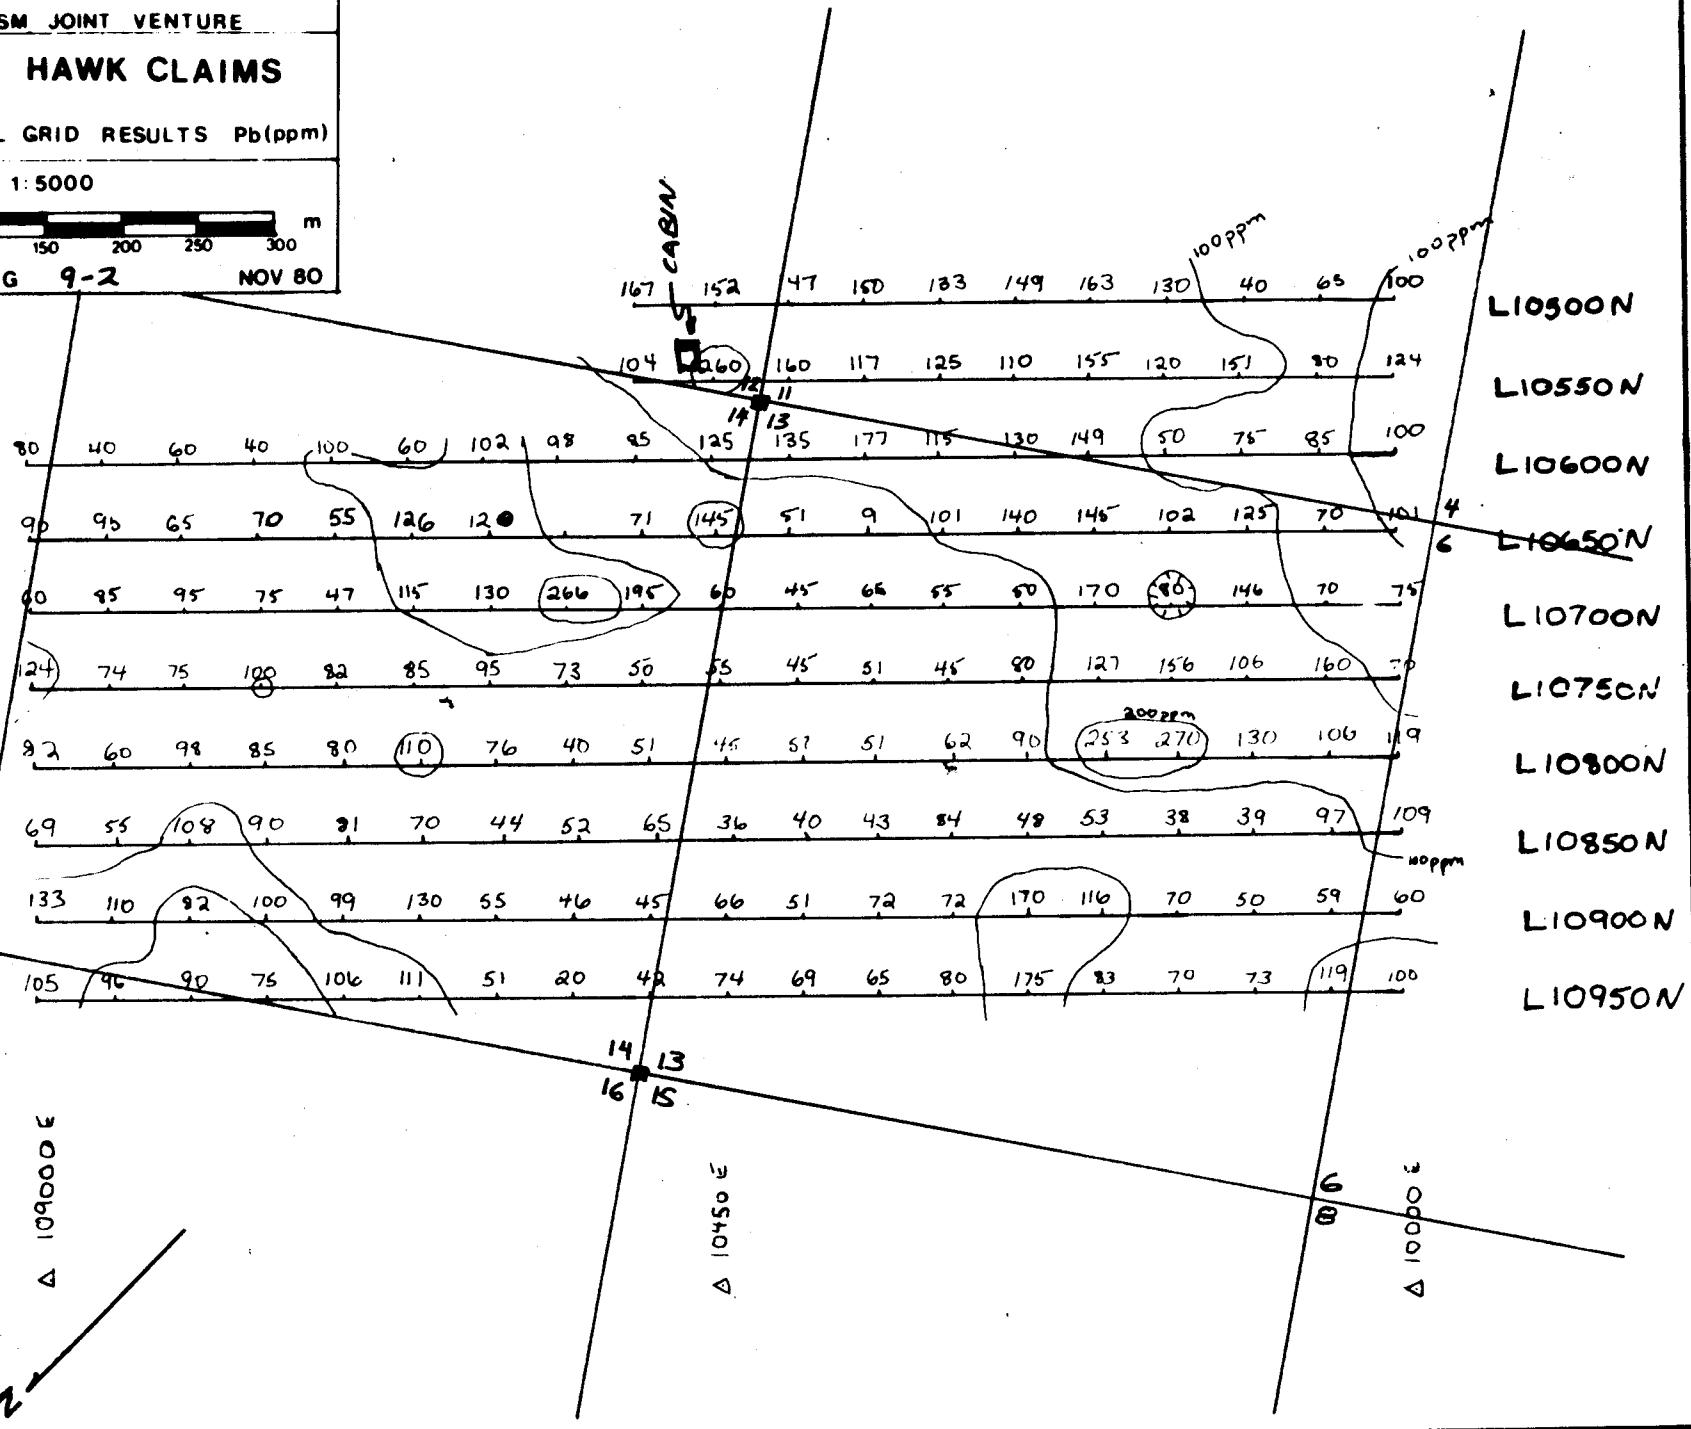 SM JOINT VENTURE
HAWK CLAIMS
GRID RESULTS Pb(ppm)
1:5000
m
150 200 250 300
G 9-2 NOV 80
CABIN
100ppm 100ppm
167 152 47 150 133 149 163 130 40 65 100
L10500N
104 260 160 117 125 110 155 120 151 80 124
L10550N
12 11
14 13
80 40 60 40 100 60 102 98 85 125 135 177 115 130 149 50 75 85 100
L10600N
90 95 65 70 55 126 120 71 145 51 9 101 140 145 102 125 70 101
4
6
L10650N
60 85 95 75 47 115 130 266 195 60 45 65 55 50 170 80 146 70 75
L10700N
124 74 75 100 82 85 95 73 50 55 45 51 45 80 127 156 106 160 70
L10750N
200ppm
82 60 98 85 80 110 76 40 51 45 51 51 62 90 253 270 130 106 119
L10800N
69 55 108 90 81 70 44 52 65 36 40 43 84 48 53 38 39 97 109
L10850N
100ppm
133 110 82 100 99 130 55 46 45 66 51 72 72 170 116 70 50 59 60
L10900N
105 96 90 75 106 111 51 20 42 74 69 65 80 175 83 70 73 119 100
L10950N
14 13
16 15
6
8
109000E
10450E
10000E
N